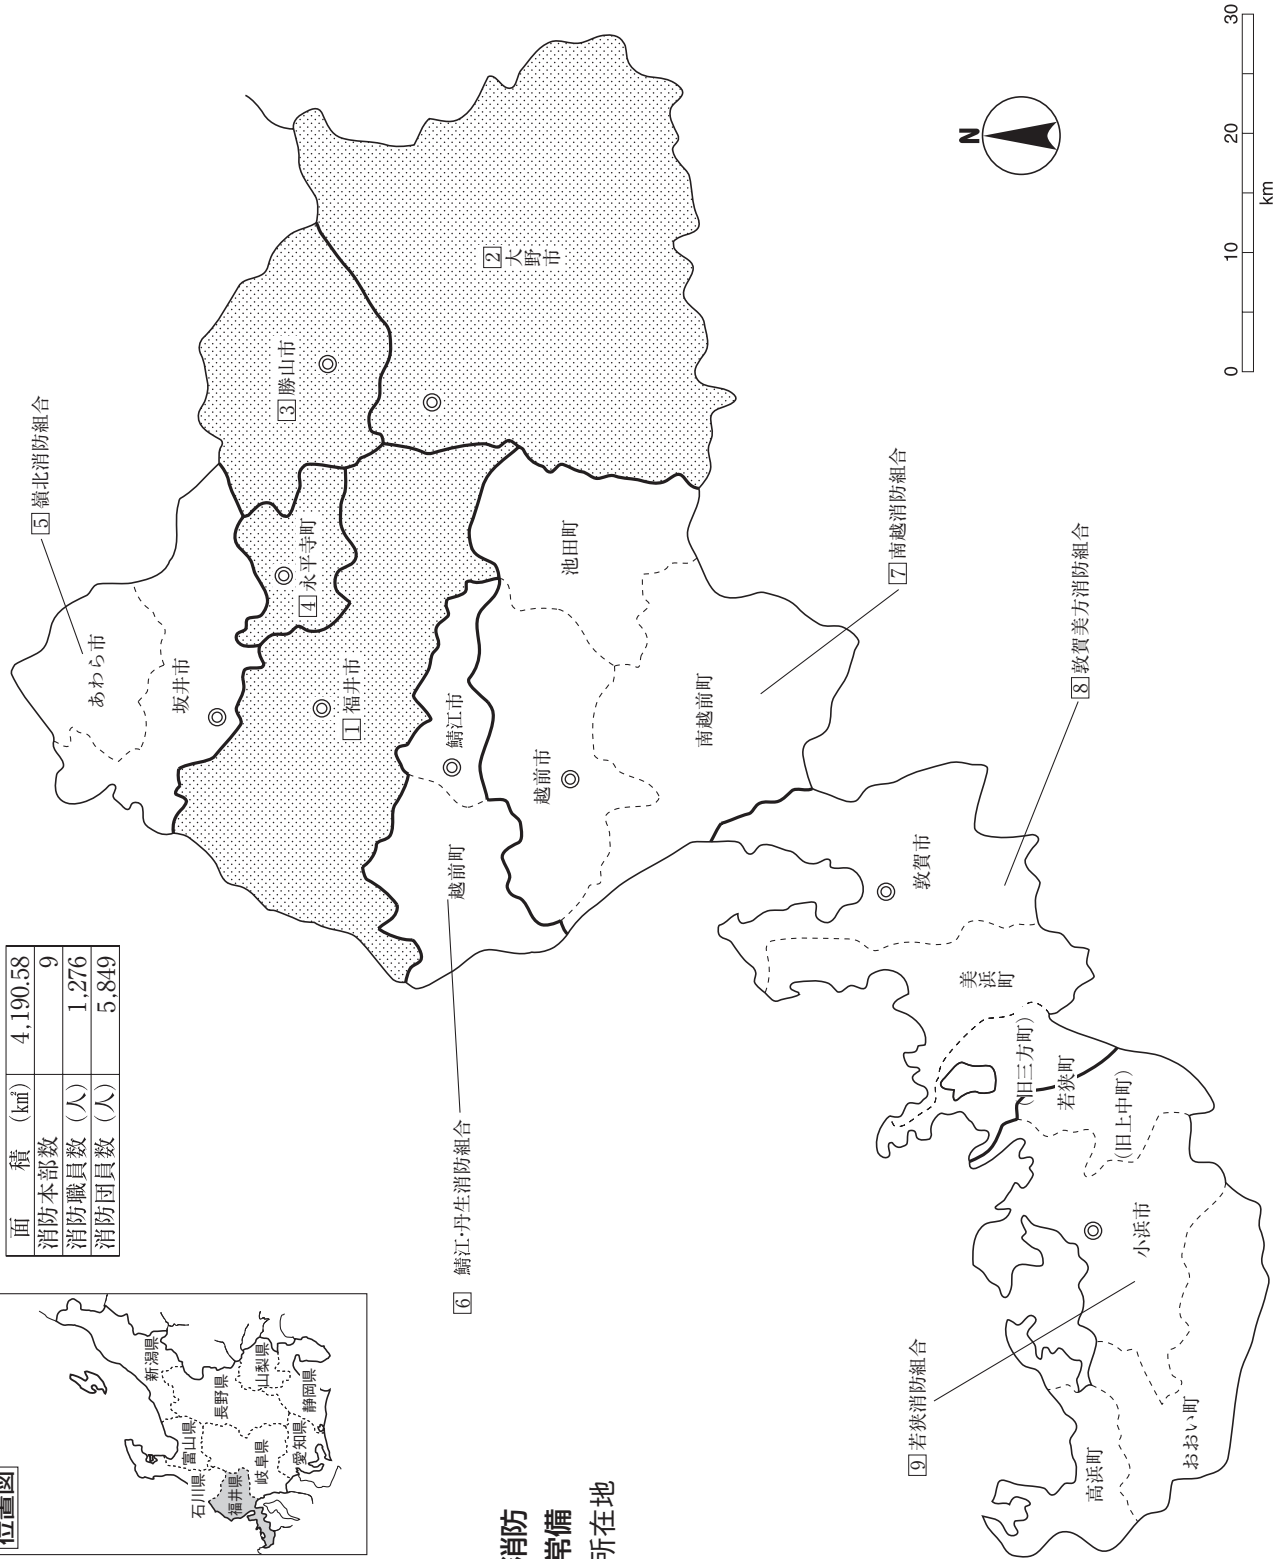 位置図
新潟県
富山県
石川県
長野県
山梨県
福井県
岐阜県
愛知県
静岡県
面 積 (㎢) 4,190.58
消防本部数 9
消防職員数（人） 1,276
消防団員数（人） 5,849
消防
常備
所在地
5 嶺北消防組合
あわら市
坂井市
4 永平寺町
3 勝山市
2 大野市
1 福井市
鯖江市
越前町
6 鯖江・丹生消防組合
池田町
越前市
南越前町
7 南越消防組合
8 敦賀美方消防組合
敦賀市
美浜町
（旧三方町）
若狭町
（旧上中町）
小浜市
9 若狭消防組合
高浜町
おおい町
N
0 10 20 30
km